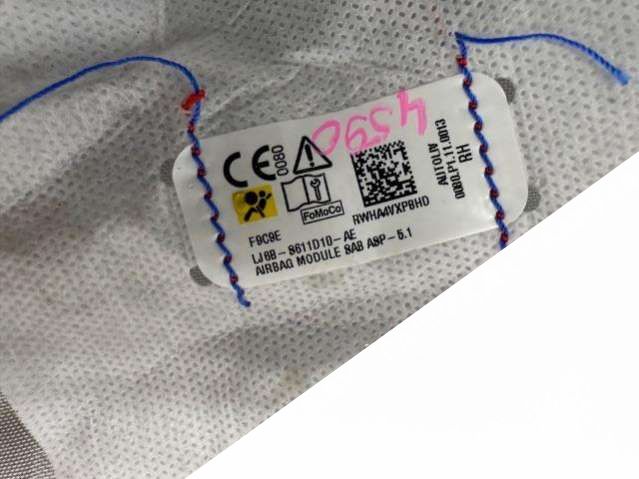 4590
CE
0080
FoMoCo
RWHA4VXPBHD
AUTOLIV
RH
0080.P1.11.0013
F9C9E
LJ6B-S611D10-AE
AIRBAG MODULE SAB ASP-5.1